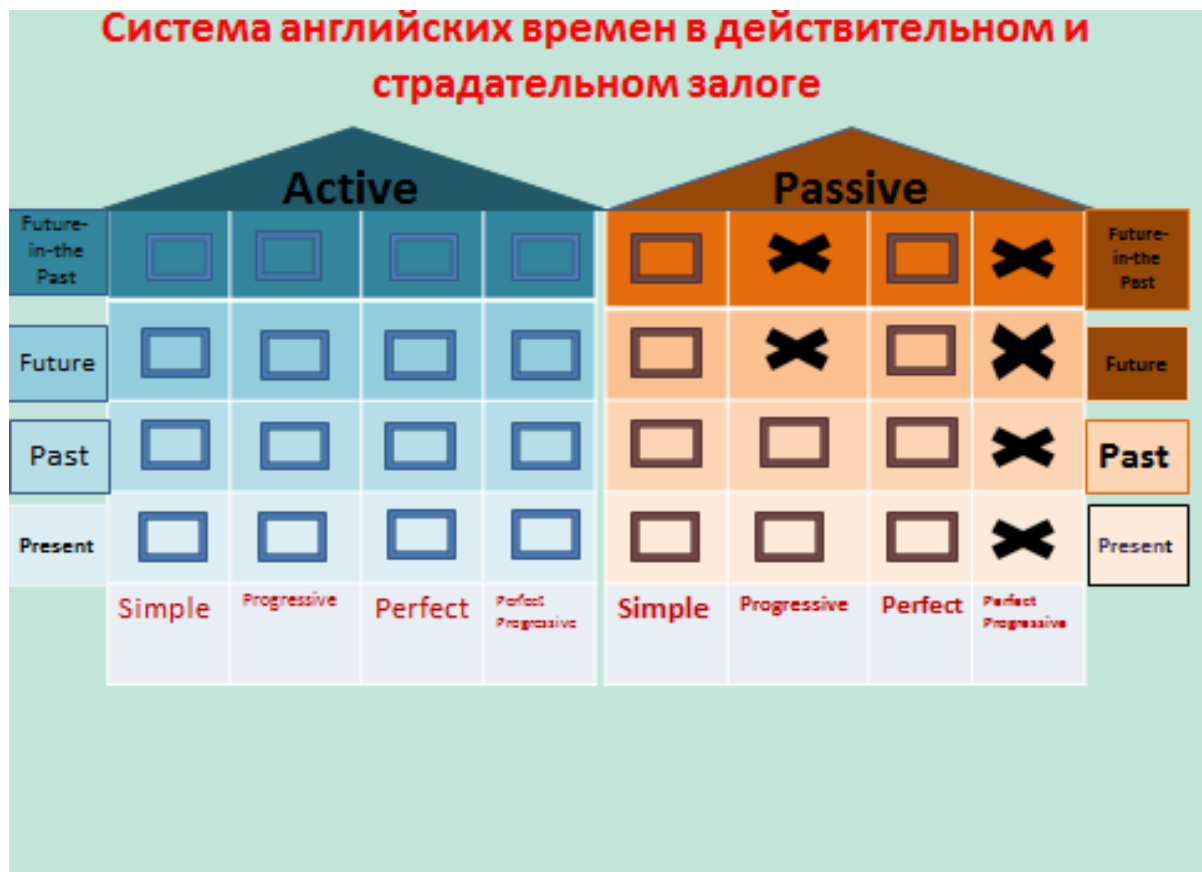 Система английских времен в действительном и
страдательном залоге
Active
Passive
Future-
in-the
Past
Future-
in-the
Past
Future
Future
Past
Past
Present
Present
Simple
Progressive
Perfect
Perfect
Progressive
Simple
Progressive
Perfect
Perfect
Progressive